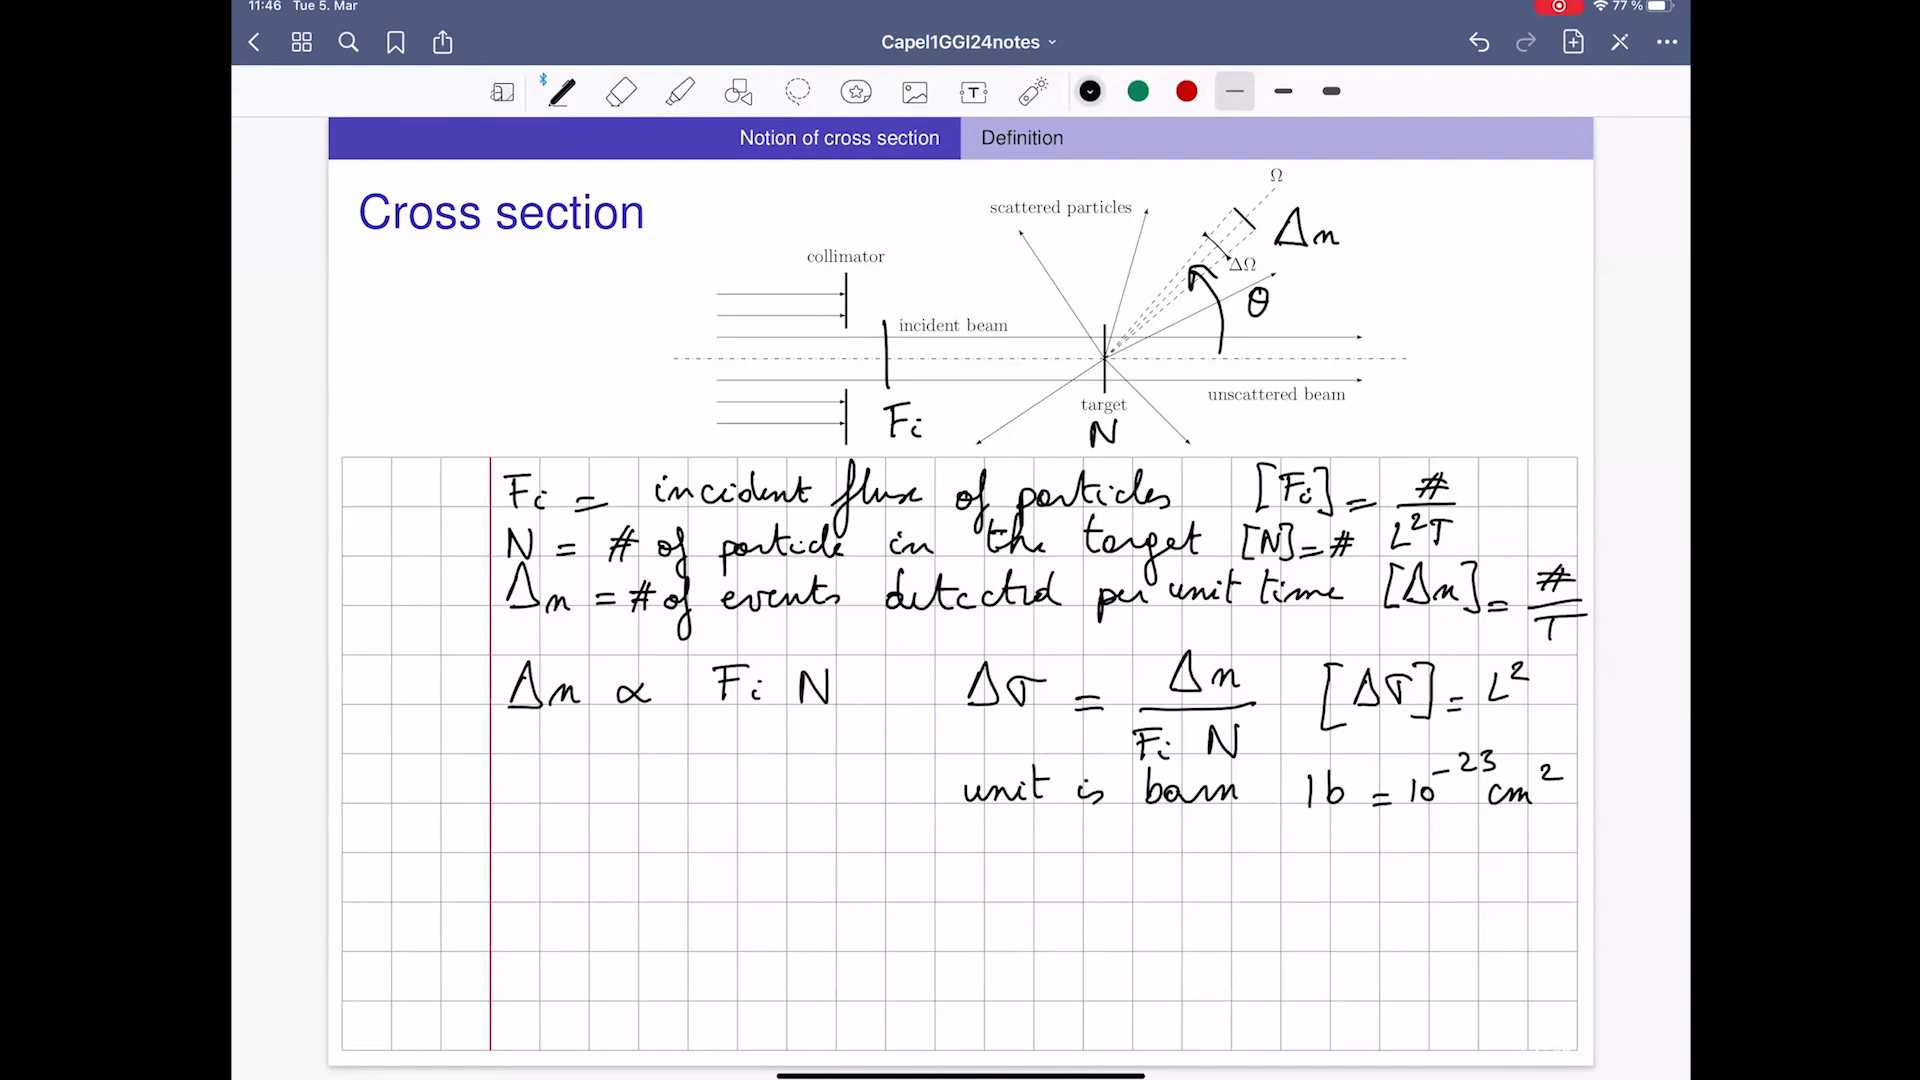 11:46 Tue 5. Mar
77 %
Capel1GGI24notes
T
Notion of cross section Definition
Cross section
Ω
scattered particles
Δn
ΔΩ
collimator
θ
incident beam
unscattered beam
target
Fi
N
Fi = incident flux of particles [Fi] = # / L²T
N = # of particle in the target [N] = #
Δn = # of events detected per unit time [Δn] = # / T
Δn ∝ Fi N Δσ = Δn / Fi N [Δσ] = L²
unit is barn 1b = 10⁻²³ cm²